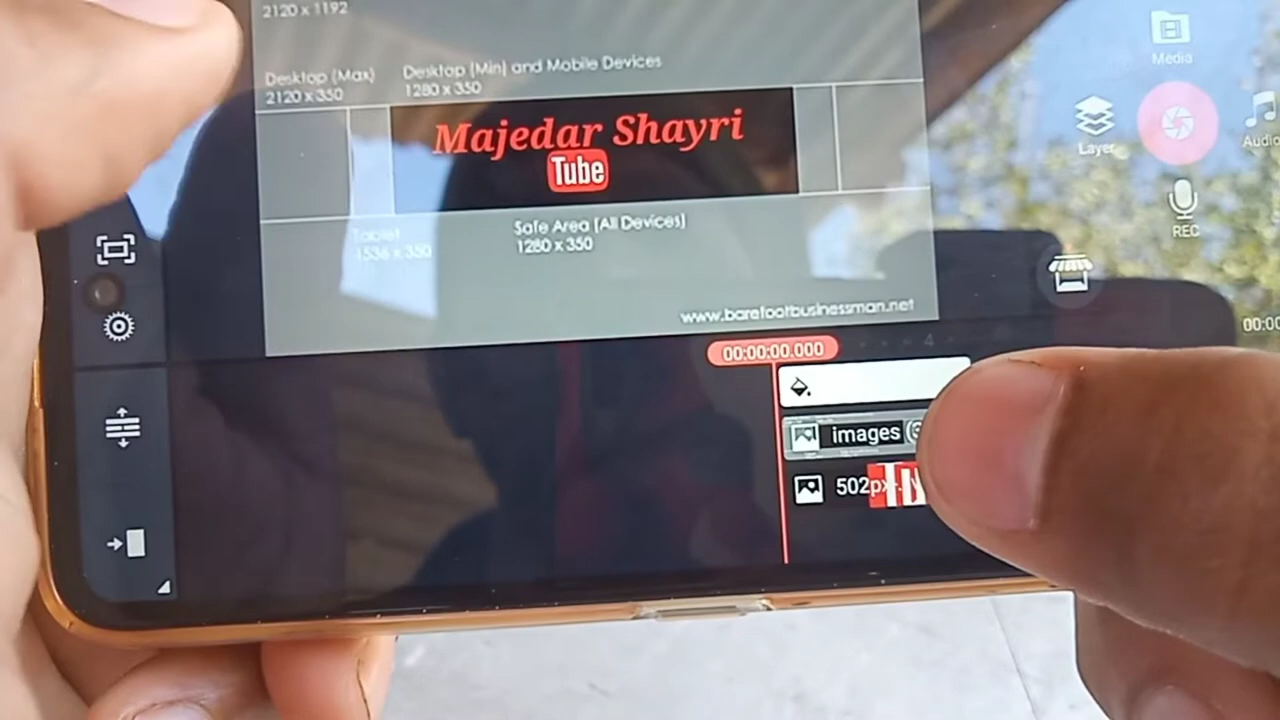 2120 x 1192
Desktop (Max)
2120 x 350
Desktop (Min) and Mobile Devices
1280 x 350
Majedar Shayri
Tube
Tablet
1536 x 350
Safe Area (All Devices)
1280 x 350
www.barefootbusinessman.net
Media
Layer
Audio
REC
00:00:00.000
4
images
502px